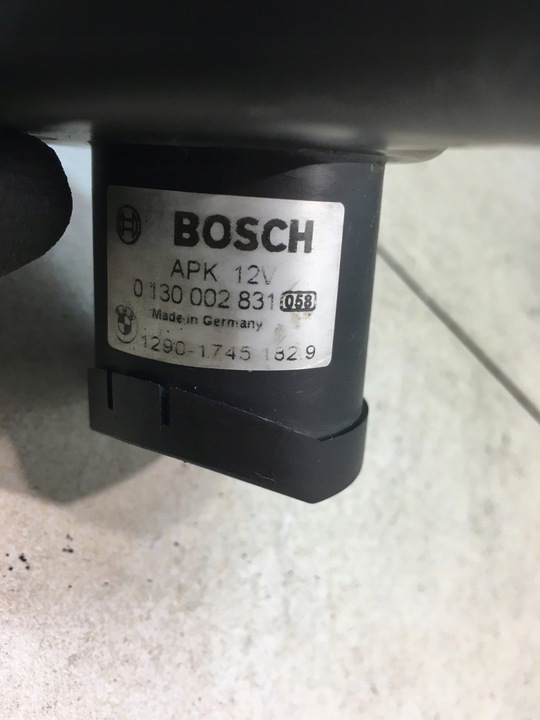 BOSCH
APK 12V
0 130 002 831 058
Made in Germany
1290-1745 182.9